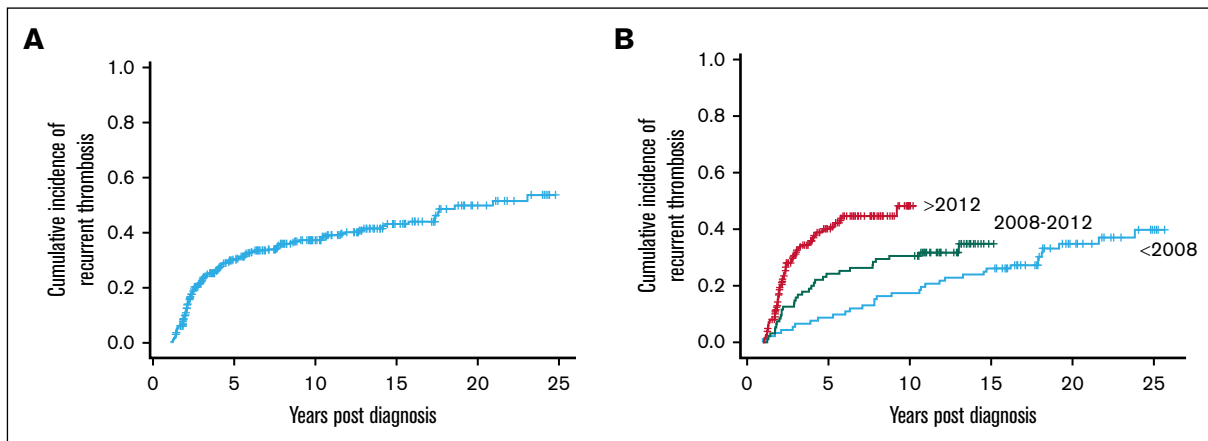 A
Cumulative incidence of
recurrent thrombosis
1.0
0.8
0.6
0.4
0.2
0.0
0 5 10 15 20 25
Years post diagnosis
B
Cumulative incidence of
recurrent thrombosis
1.0
0.8
0.6
0.4
0.2
0.0
>2012
2008-2012
<2008
0 5 10 15 20 25
Years post diagnosis